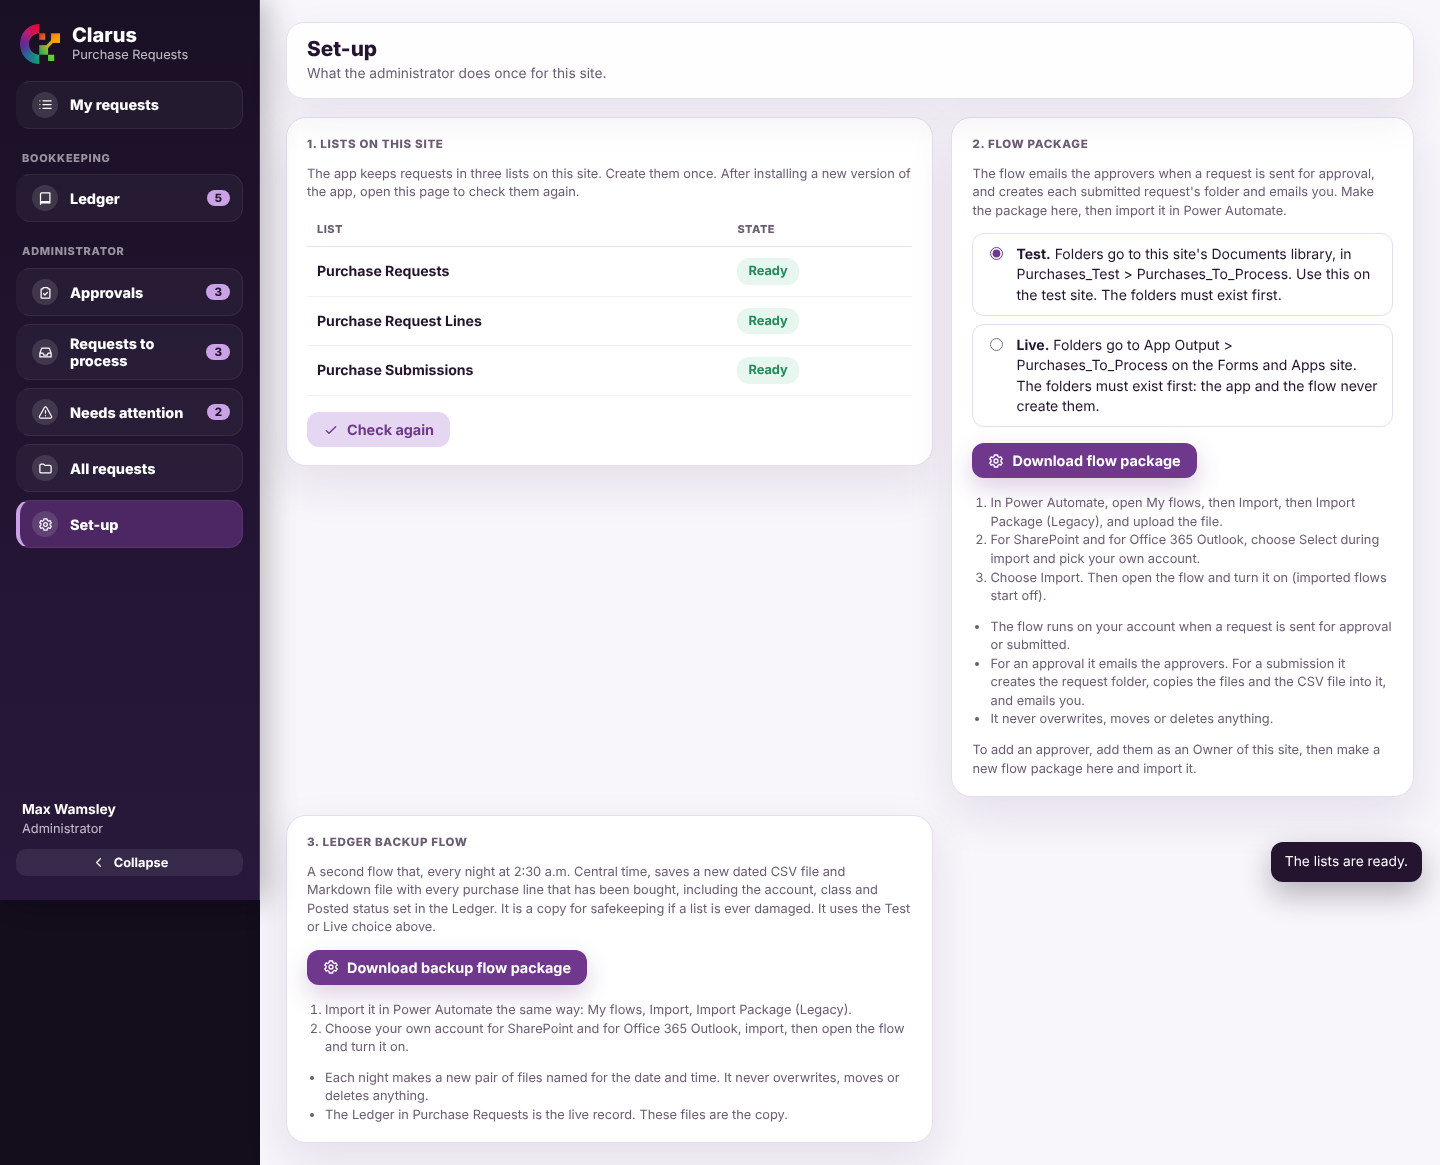 Clarus
Purchase Requests
My requests
BOOKKEEPING
Ledger
5
ADMINISTRATOR
Approvals
3
Requests to
process
3
Needs attention
2
All requests
Set-up
Max Wamsley
Administrator
Collapse
Set-up
What the administrator does once for this site.
1. LISTS ON THIS SITE
The app keeps requests in three lists on this site. Create them once. After installing a new version of
the app, open this page to check them again.
LIST STATE
Purchase Requests Ready
Purchase Request Lines Ready
Purchase Submissions Ready
Check again
2. FLOW PACKAGE
The flow emails the approvers when a request is sent for approval,
and creates each submitted request's folder and emails you. Make
the package here, then import it in Power Automate.
Test. Folders go to this site's Documents library, in
Purchases_Test > Purchases_To_Process. Use this on
the test site. The folders must exist first.
Live. Folders go to App Output >
Purchases_To_Process on the Forms and Apps site.
The folders must exist first: the app and the flow never
create them.
Download flow package
1. In Power Automate, open My flows, then Import, then Import
Package (Legacy), and upload the file.
2. For SharePoint and for Office 365 Outlook, choose Select during
import and pick your own account.
3. Choose Import. Then open the flow and turn it on (imported flows
start off).
• The flow runs on your account when a request is sent for approval
or submitted.
• For an approval it emails the approvers. For a submission it
creates the request folder, copies the files and the CSV file into it,
and emails you.
• It never overwrites, moves or deletes anything.
To add an approver, add them as an Owner of this site, then make a
new flow package here and import it.
3. LEDGER BACKUP FLOW
A second flow that, every night at 2:30 a.m. Central time, saves a new dated CSV file and
Markdown file with every purchase line that has been bought, including the account, class and
Posted status set in the Ledger. It is a copy for safekeeping if a list is ever damaged. It uses the Test
or Live choice above.
Download backup flow package
1. Import it in Power Automate the same way: My flows, Import, Import Package (Legacy).
2. Choose your own account for SharePoint and for Office 365 Outlook, import, then open the flow
and turn it on.
• Each night makes a new pair of files named for the date and time. It never overwrites, moves or
deletes anything.
• The Ledger in Purchase Requests is the live record. These files are the copy.
The lists are ready.